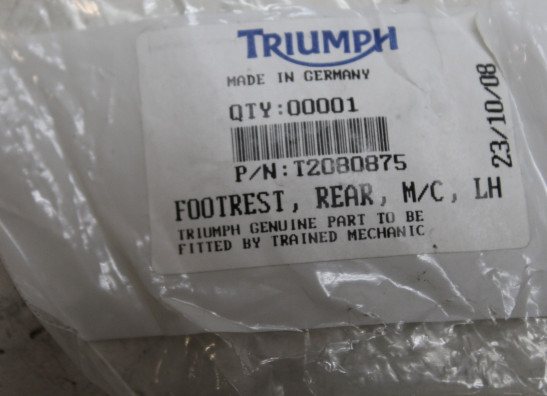 TRIUMPH
MADE IN GERMANY
QTY:00001
P/N:T2080875
23/10/08
FOOTREST, REAR, M/C, LH
TRIUMPH GENUINE PART TO BE
FITTED BY TRAINED MECHANIC